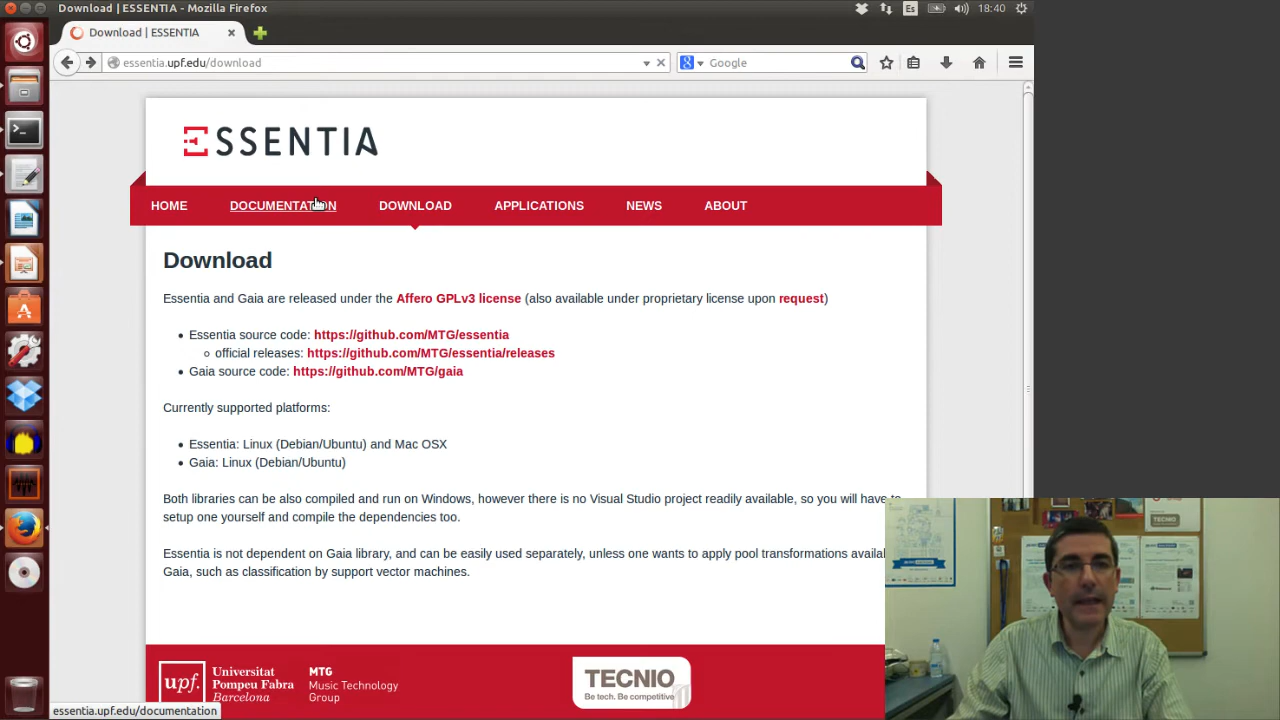 Download | ESSENTIA - Mozilla Firefox
Es
18:40
Download | ESSENTIA
essentia.upf.edu/download
Google
ESSENTIA
HOME
DOCUMENTATION
DOWNLOAD
APPLICATIONS
NEWS
ABOUT
Download
Essentia and Gaia are released under the Affero GPLv3 license (also available under proprietary license upon request)
Essentia source code: https://github.com/MTG/essentia
official releases: https://github.com/MTG/essentia/releases
Gaia source code: https://github.com/MTG/gaia
Currently supported platforms:
Essentia: Linux (Debian/Ubuntu) and Mac OSX
Gaia: Linux (Debian/Ubuntu)
Both libraries can be also compiled and run on Windows, however there is no Visual Studio project readily available, so you will have to
setup one yourself and compile the dependencies too.
Essentia is not dependent on Gaia library, and can be easily used separately, unless one wants to apply pool transformations
Gaia, such as classification by support vector machines.
upf.
Universitat
Pompeu Fabra
Barcelona
MTG
Music Technology
Group
TECNIO
Be tech. Be competitive
TECNIO
essentia.upf.edu/documentation